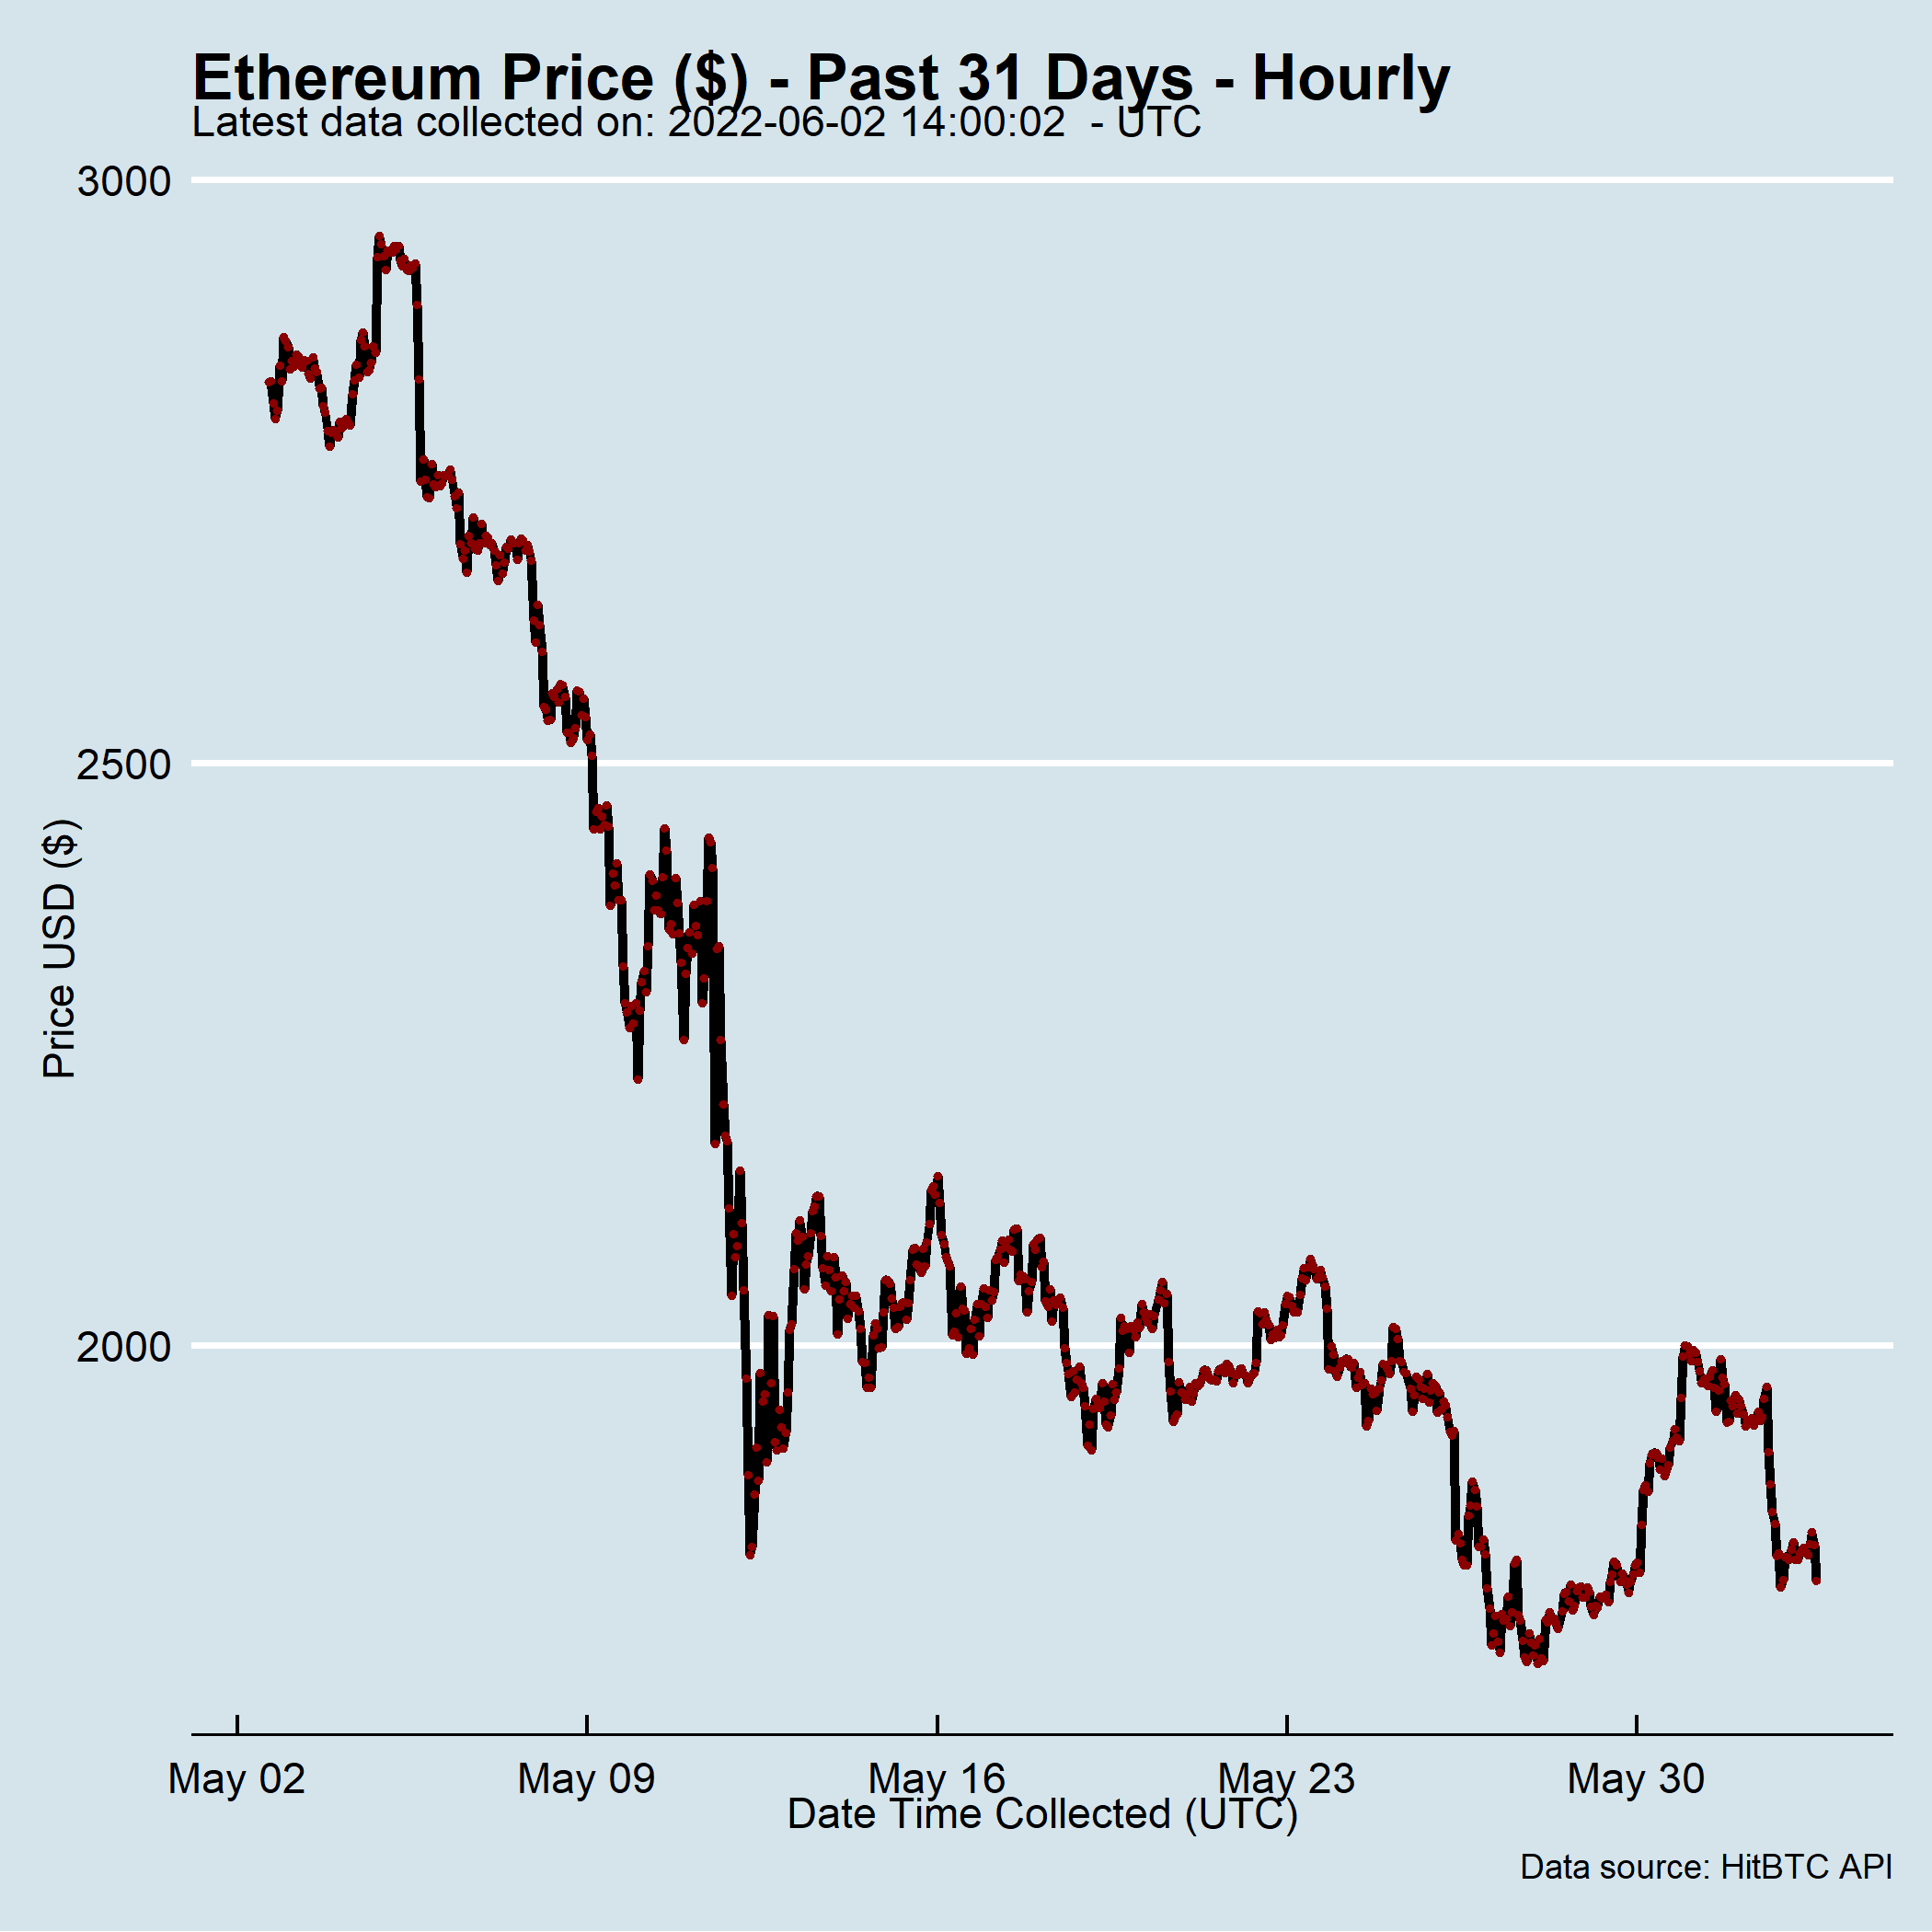 Ethereum Price ($) - Past 31 Days - Hourly
Latest data collected on: 2022-06-02 14:00:02  - UTC
3000
2500
2000
Price USD ($)
May 02
May 09
May 16
May 23
May 30
Date Time Collected (UTC)
Data source: HitBTC API